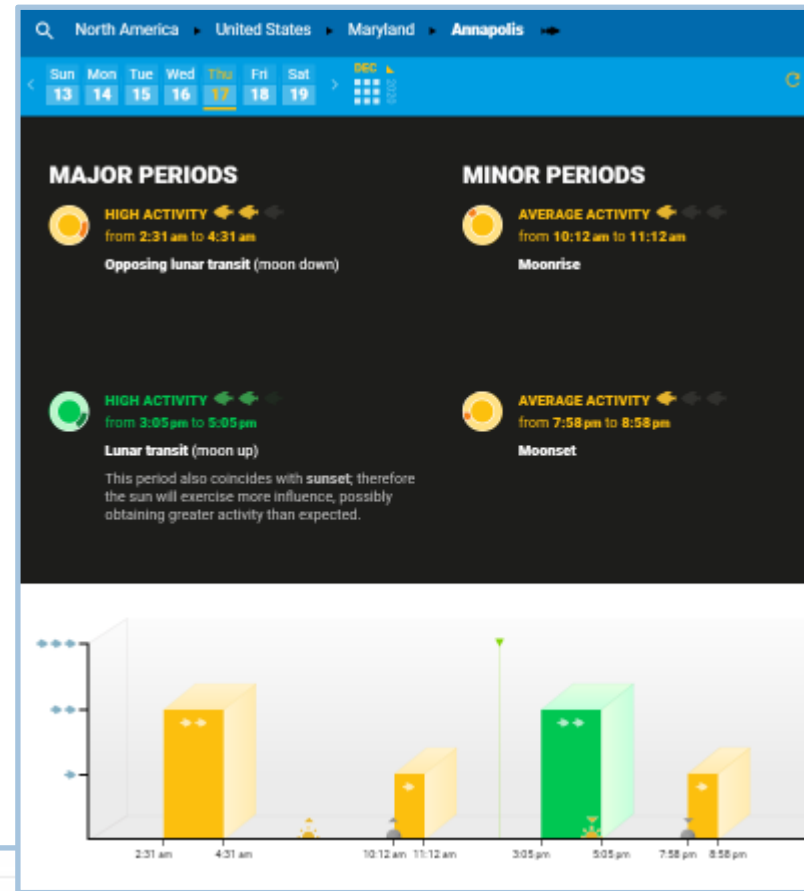 North America United States Maryland Annapolis
Sun Mon Tue Wed Thu Fri Sat DEC
13 14 15 16 17 18 19 2020
MAJOR PERIODS
HIGH ACTIVITY
from 2:31 am to 4:31 am
Opposing lunar transit (moon down)
MINOR PERIODS
AVERAGE ACTIVITY
from 10:12 am to 11:12 am
Moonrise
HIGH ACTIVITY
from 3:05 pm to 5:05 pm
Lunar transit (moon up)
This period also coincides with sunset; therefore
the sun will exercise more influence, possibly
obtaining greater activity than expected.
AVERAGE ACTIVITY
from 7:58 pm to 8:58 pm
Moonset
2:31 am 4:31 am 10:12 am 11:12 am 3:05 pm 5:05 pm 7:58 pm 8:58 pm